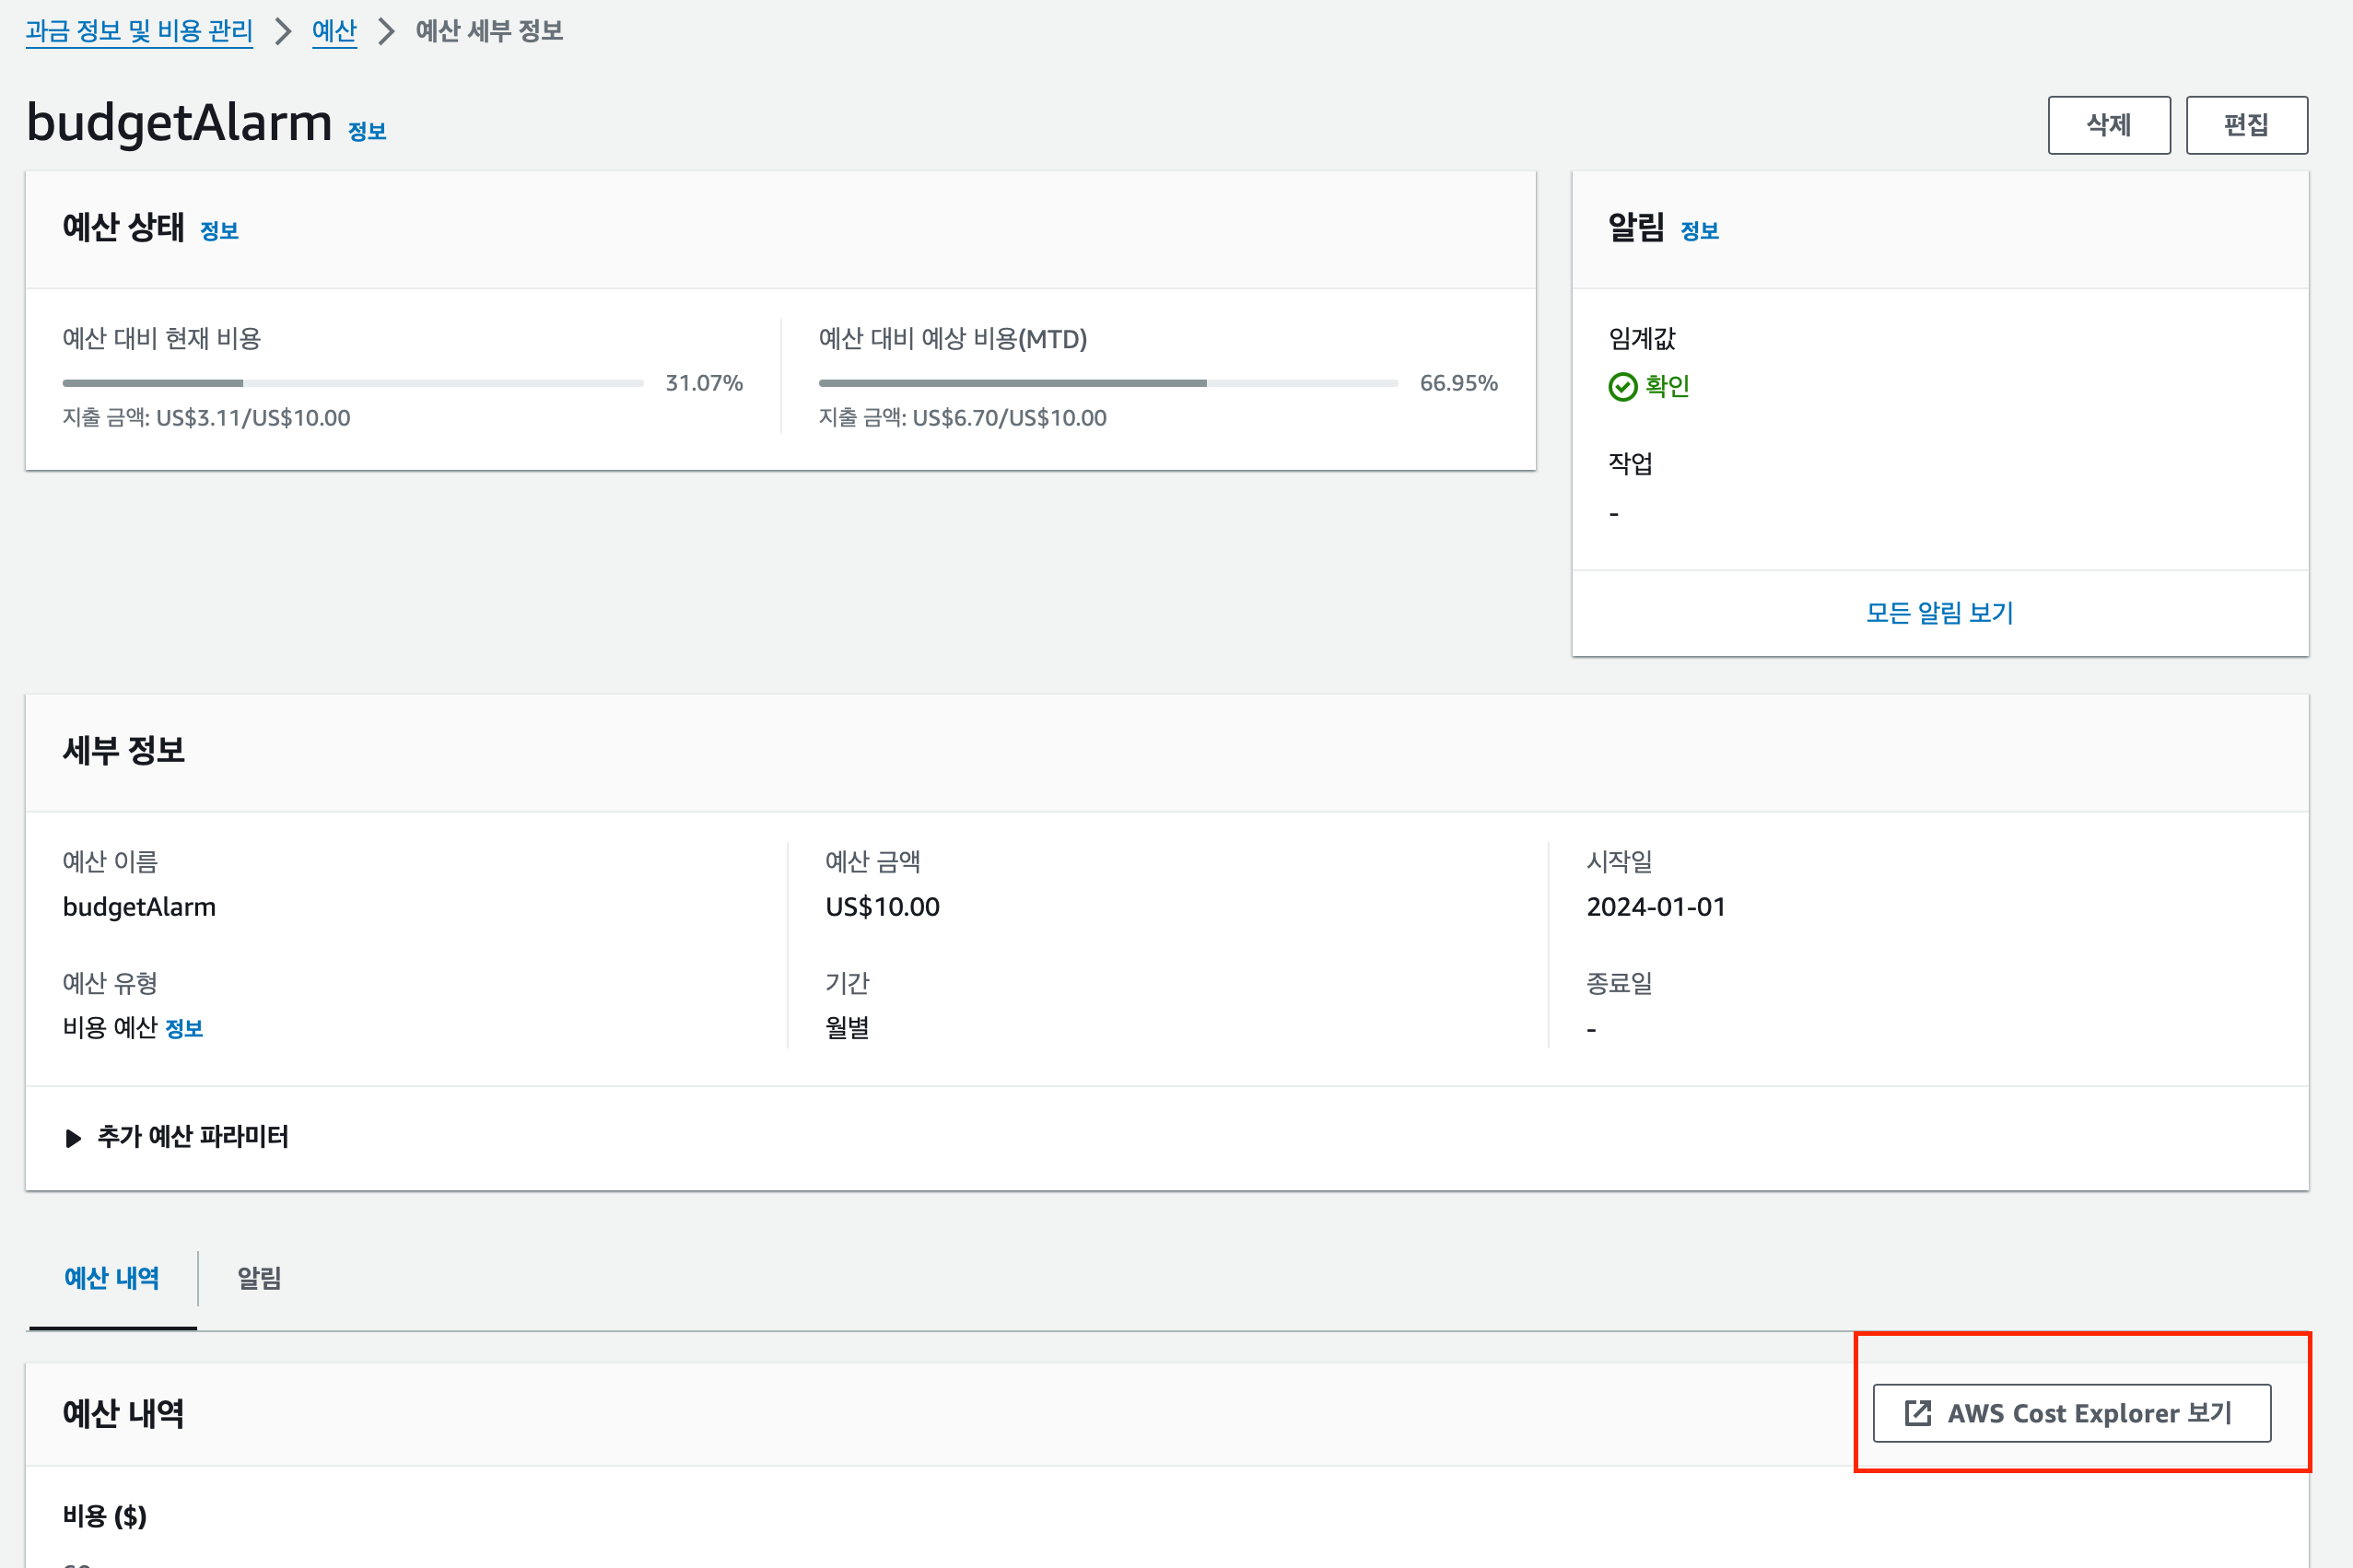 과금 정보 및 비용 관리 > 예산 > 예산 세부 정보
budgetAlarm 정보
삭제
편집
예산 상태 정보
예산 대비 현재 비용
31.07%
지출 금액: US$3.11/US$10.00
예산 대비 예상 비용(MTD)
66.95%
지출 금액: US$6.70/US$10.00
알림 정보
임계값
확인
작업
-
모든 알림 보기
세부 정보
예산 이름
budgetAlarm
예산 유형
비용 예산 정보
예산 금액
US$10.00
기간
월별
시작일
2024-01-01
종료일
-
추가 예산 파라미터
예산 내역
알림
예산 내역
AWS Cost Explorer 보기
비용 ($)